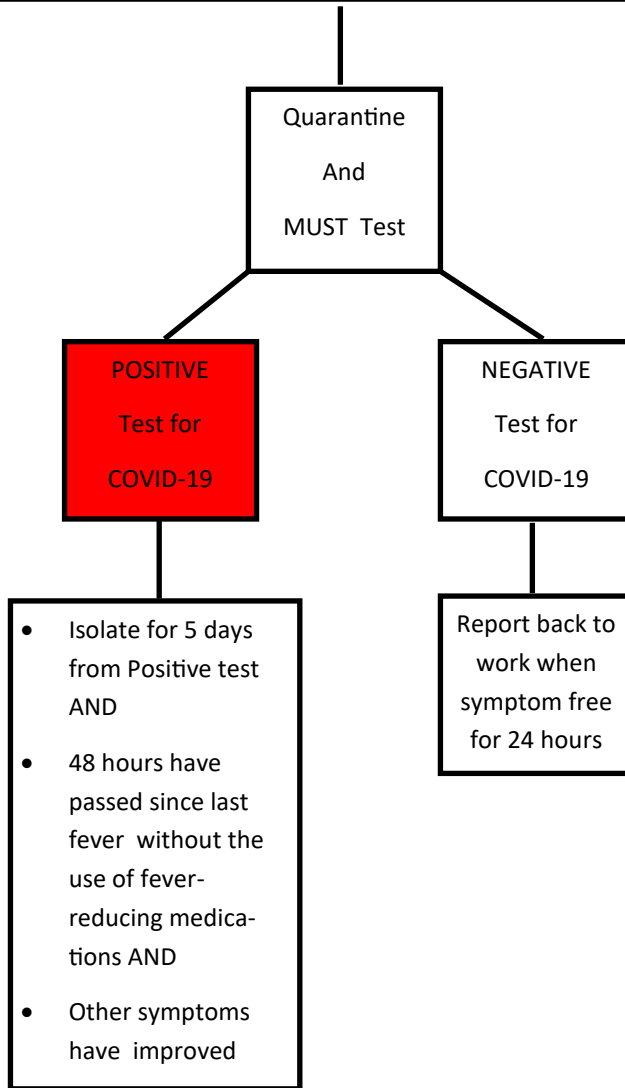 Quarantine
And
MUST Test
POSITIVE
Test for
COVID-19
NEGATIVE
Test for
COVID-19
• Isolate for 5 days
from Positive test
AND
• 48 hours have
passed since last
fever without the
use of fever-
reducing medica-
tions AND
• Other symptoms
have improved
Report back to
work when
symptom free
for 24 hours